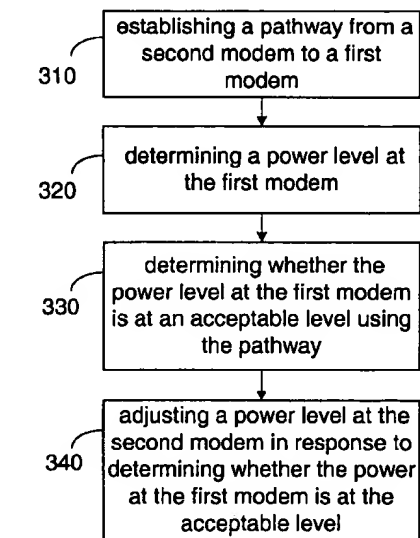 establishing a pathway from a
second modem to a first
modem
310
determining a power level at
the first modem
320
determining whether the
power level at the first modem
is at an acceptable level using
the pathway
330
adjusting a power level at the
second modem in response to
determining whether the power
at the first modem is at the
acceptable level
340